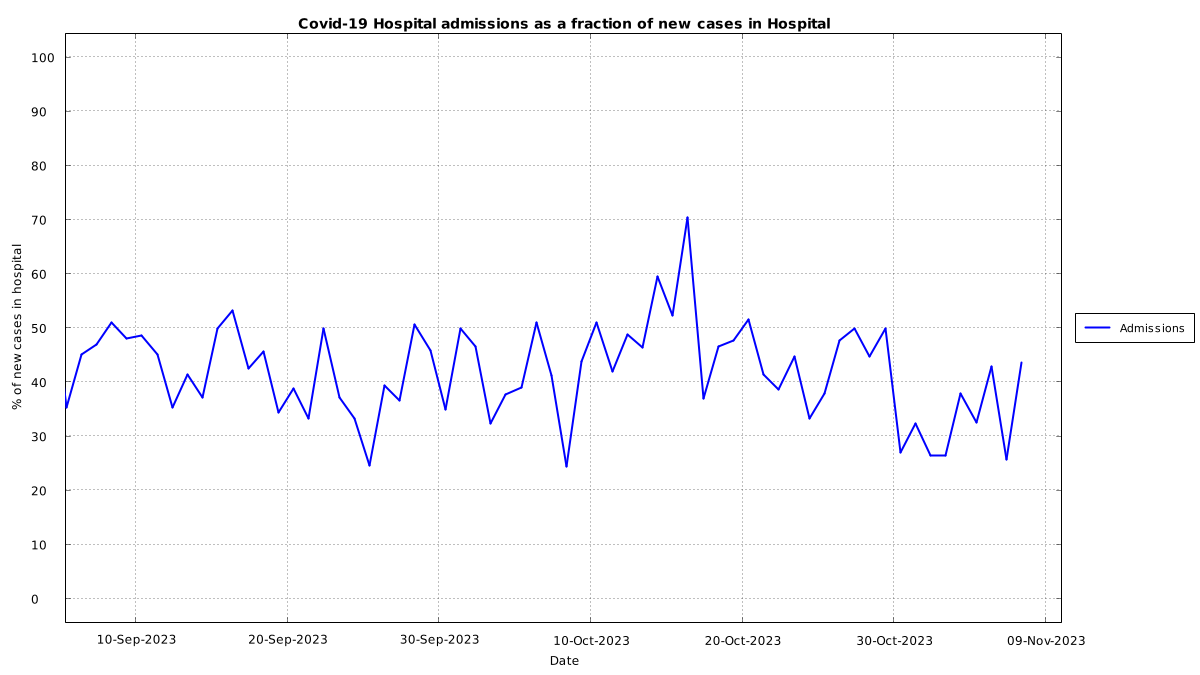 Covid-19 Hospital admissions as a fraction of new cases in Hospital
% of new cases in hospital
100
90
80
70
60
50
40
30
20
10
0
10-Sep-2023 20-Sep-2023 30-Sep-2023 10-Oct-2023 20-Oct-2023 30-Oct-2023 09-Nov-2023
Date
Admissions